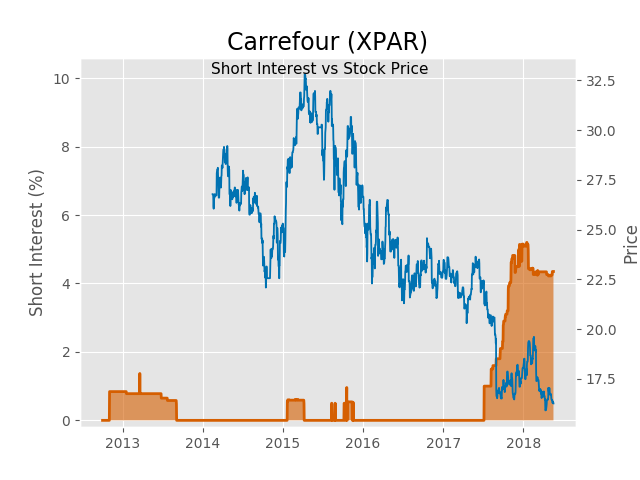 Carrefour (XPAR)
Short Interest vs Stock Price
Short Interest (%)
10
8
6
4
2
0
32.5
30.0
27.5
25.0
22.5
20.0
17.5
Price
2013 2014 2015 2016 2017 2018